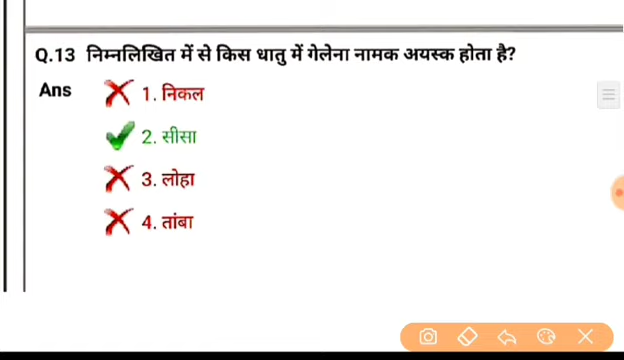 Q.13 निम्नलिखित में से किस धातु में गेलेना नामक अयस्क होता है?
Ans 1. निकल
2. सीसा
3. लोहा
4. तांबा